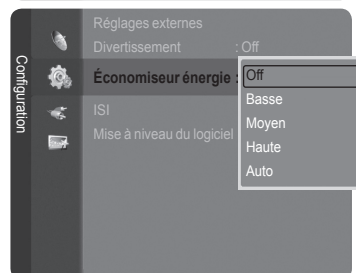 Configuration
Réglages externes
Divertissement : Off
Économiseur énergie : Off
Basse
Moyen
Haute
Auto
ISI
Mise à niveau du logiciel